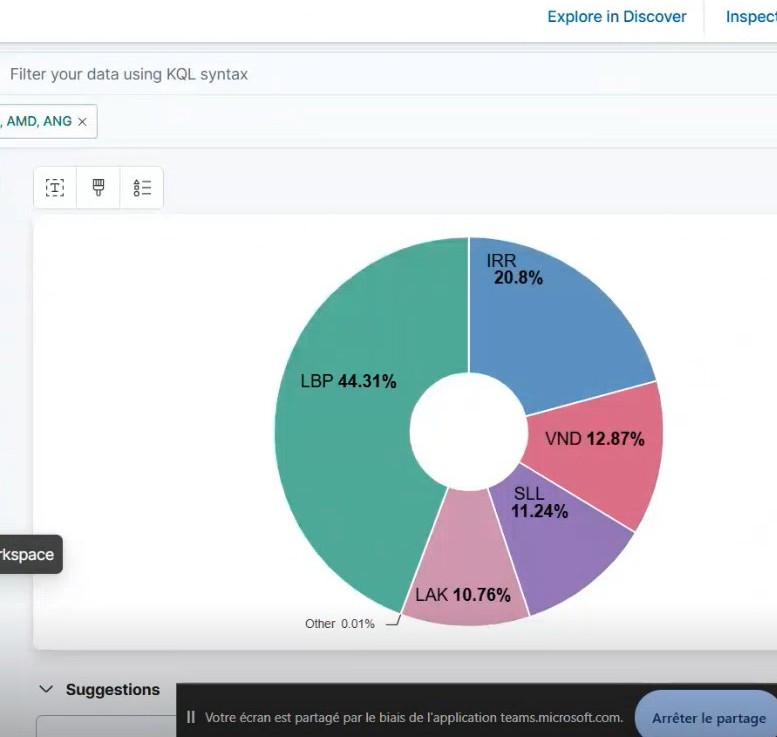 Explore in Discover
Inspect
Filter your data using KQL syntax
, AMD, ANG ×
IRR
20.8%
LBP 44.31%
VND 12.87%
SLL
11.24%
rkspace
LAK 10.76%
Other 0.01%
Suggestions
Votre écran est partagé par le biais de l'application teams.microsoft.com.
Arrêter le partage